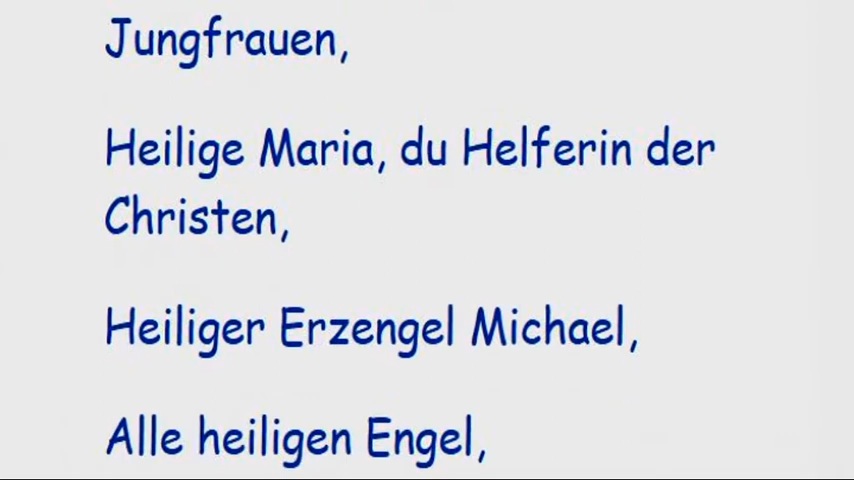 Jungfrauen,
Heilige Maria, du Helferin der
Christen,
Heiliger Erzengel Michael,
Alle heiligen Engel,